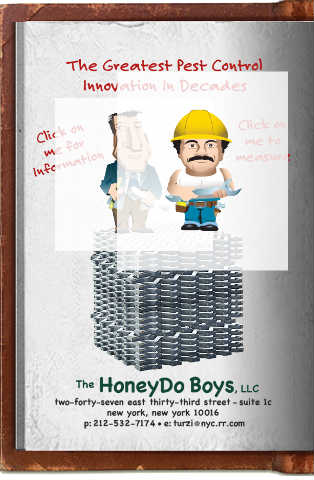 The Greatest Pest Control
Innovation in Decades
Click on
me for
Information
Click on
me to
measure
The HoneyDo Boys, LLC
two-forty-seven east thirty-third street - suite 1c
new york, new york 10016
p: 212-532-7174 • e: turzi@nyc.rr.com